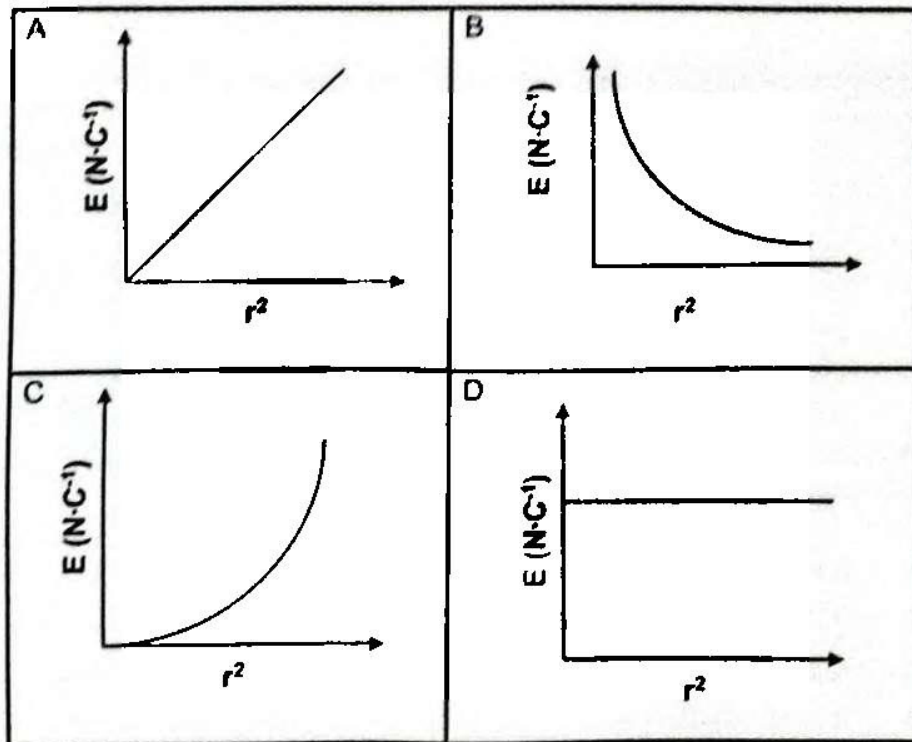 A
E (N·C⁻¹)
r²
B
E (N·C⁻¹)
r²
C
E (N·C⁻¹)
r²
D
E (N·C⁻¹)
r²